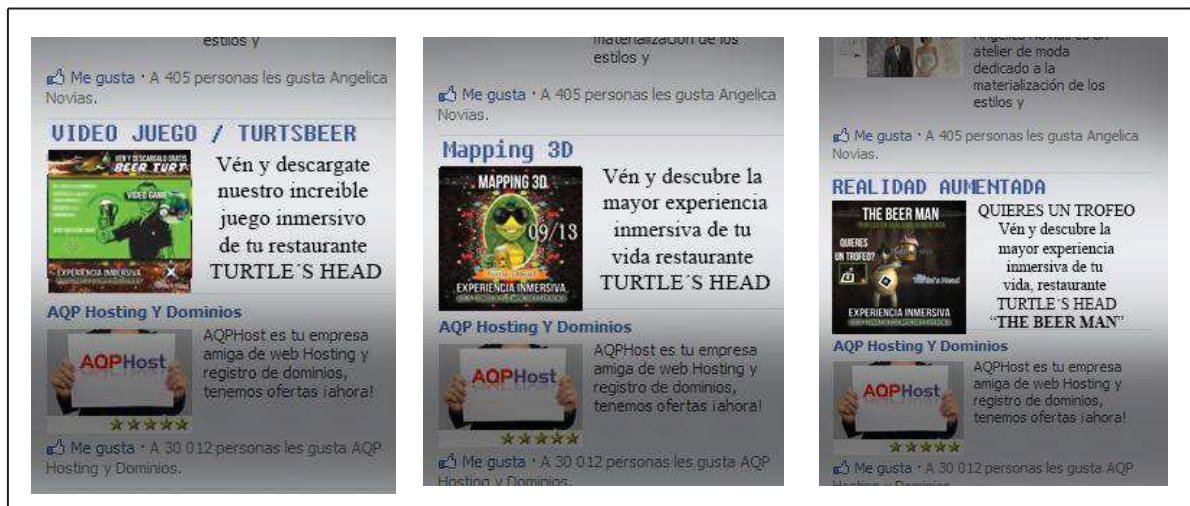 estilos y
Me gusta · A 405 personas les gusta Angelica
Novias.
VIDEO JUEGO / TURTSBEER
VÉN Y DESCARGALO GRATIS
BEER TURT
VIDEO GAME
EXPERIENCIA INMERSIVA
Vén y descargate
nuestro increible
juego inmersivo
de tu restaurante
TURTLE´S HEAD
AQP Hosting Y Dominios
AQPHost
AQPHost es tu empresa
amiga de web Hosting y
registro de dominios,
tenemos ofertas ¡ahora!
Me gusta · A 30 012 personas les gusta AQP
Hosting y Dominios.
materialización de los
estilos y
Me gusta · A 405 personas les gusta Angelica
Novias.
Mapping 3D
MAPPING 3D
09/13
EXPERIENCIA INMERSIVA
Vén y descubre la
mayor experiencia
inmersiva de tu
vida restaurante
TURTLE´S HEAD
AQP Hosting Y Dominios
AQPHost
AQPHost es tu empresa
amiga de web Hosting y
registro de dominios,
tenemos ofertas ¡ahora!
Me gusta · A 30 012 personas les gusta AQP
Hosting y Dominios.
Angelica Novias es un
atelier de moda
dedicado a la
materialización de los
estilos y
Me gusta · A 405 personas les gusta Angelica
Novias.
REALIDAD AUMENTADA
THE BEER MAN
QUIERES
UN TROFEO?
EXPERIENCIA INMERSIVA
QUIERES UN TROFEO
Vén y descubre la
mayor experiencia
inmersiva de tu
vida, restaurante
TURTLE´S HEAD
“THE BEER MAN”
AQP Hosting Y Dominios
AQPHost
AQPHost es tu empresa
amiga de web Hosting y
registro de dominios,
tenemos ofertas ¡ahora!
Me gusta · A 30 012 personas les gusta AQP
Hosting y Dominios.